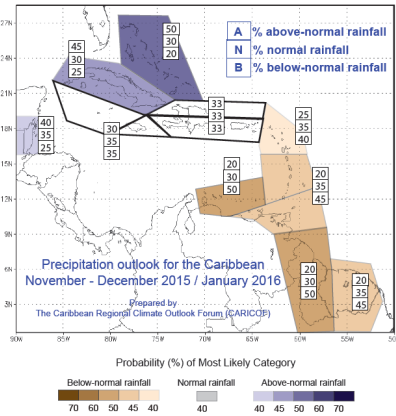 27N
24N
21N
18N
15N
12N
9N
6N
3N
A % above-normal rainfall
N % normal rainfall
B % below-normal rainfall
50
30
20
45
30
25
40
35
25
30
35
35
33
33
33
25
35
40
20
30
50
20
35
45
20
30
50
20
35
45
Precipitation outlook for the Caribbean
November - December 2015 / January 2016
Prepared by
The Caribbean Regional Climate Outlook Forum (CARICOF)
90W 85W 80W 75W 70W 65W 60W 55W 50
Probability (%) of Most Likely Category
Below-normal rainfall Normal rainfall Above-normal rainfall
70 60 50 45 40 40 40 45 50 60 70